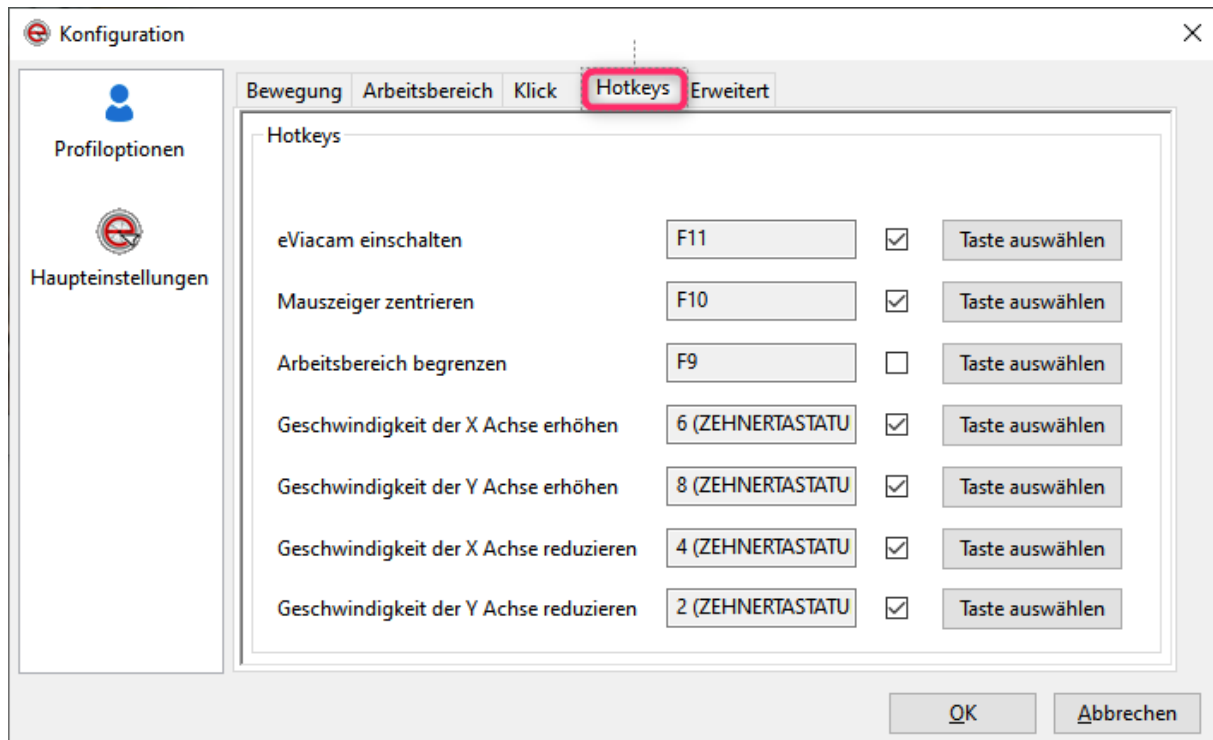 Konfiguration
Profiloptionen
Haupteinstellungen
Bewegung Arbeitsbereich Klick Hotkeys Erweitert
Hotkeys
eViacam einschalten F11 Taste auswählen
Mauszeiger zentrieren F10 Taste auswählen
Arbeitsbereich begrenzen F9 Taste auswählen
Geschwindigkeit der X Achse erhöhen 6 (ZEHNERTASTATU Taste auswählen
Geschwindigkeit der Y Achse erhöhen 8 (ZEHNERTASTATU Taste auswählen
Geschwindigkeit der X Achse reduzieren 4 (ZEHNERTASTATU Taste auswählen
Geschwindigkeit der Y Achse reduzieren 2 (ZEHNERTASTATU Taste auswählen
OK Abbrechen